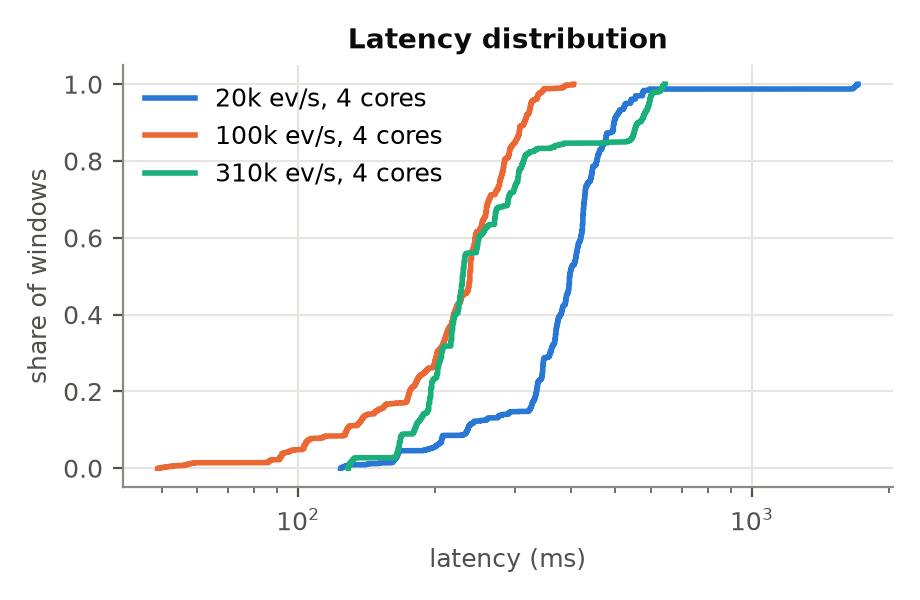 Latency distribution
1.0
0.8
0.6
0.4
0.2
0.0
share of windows
20k ev/s, 4 cores
100k ev/s, 4 cores
310k ev/s, 4 cores
10²
10³
latency (ms)